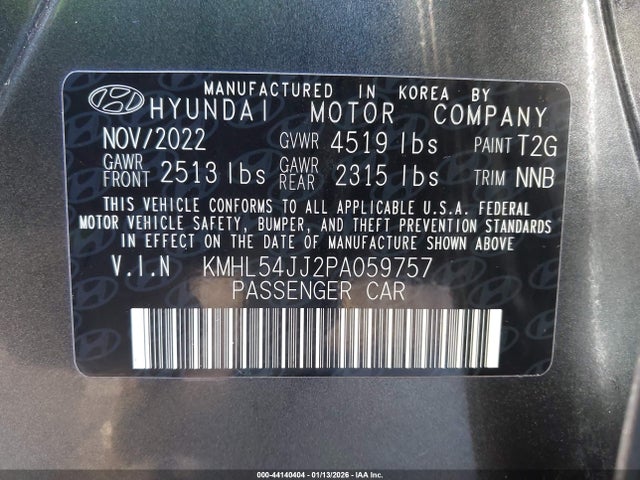 MANUFACTURED IN KOREA BY
HYUNDAI MOTOR COMPANY
NOV/2022 GVWR 4519 lbs PAINT T2G
GAWR FRONT 2513 lbs GAWR REAR 2315 lbs TRIM NNB
THIS VEHICLE CONFORMS TO ALL APPLICABLE U.S.A. FEDERAL
MOTOR VEHICLE SAFETY, BUMPER, AND THEFT PREVENTION STANDARDS
IN EFFECT ON THE DATE OF MANUFACTURE SHOWN ABOVE
V.I.N KMHL54JJ2PA059757
PASSENGER CAR
000-44140404 - 01/13/2026 - IAA Inc.